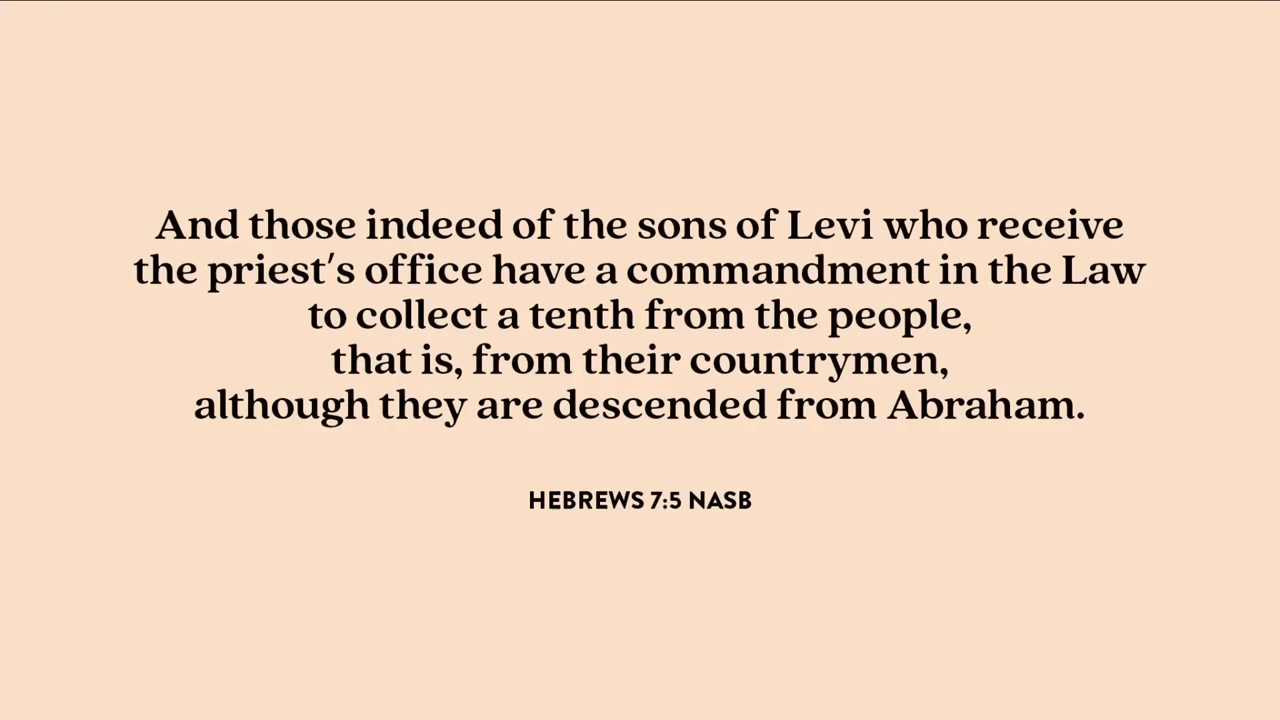 And those indeed of the sons of Levi who receive
the priest's office have a commandment in the Law
to collect a tenth from the people,
that is, from their countrymen,
although they are descended from Abraham.
HEBREWS 7:5 NASB